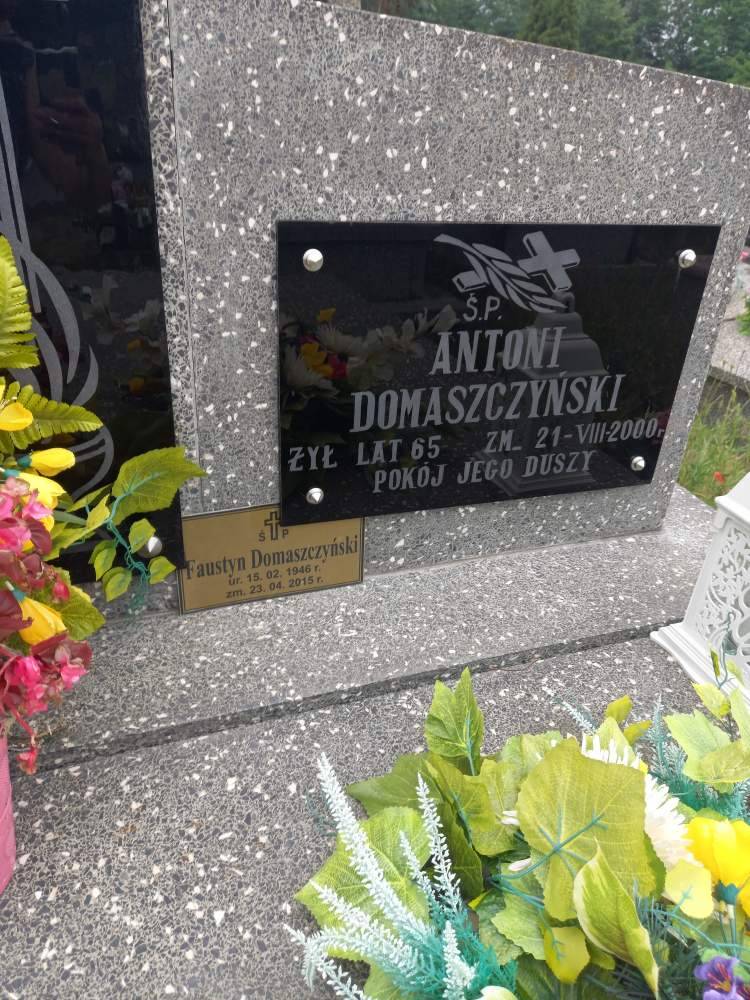 Ś.P.
ANTONI
DOMASZCZYŃSKI
ŻYŁ LAT 65 ZM. 21-VIII-2000r.
POKÓJ JEGO DUSZY
Ś P
Faustyn Domaszczyński
ur. 15. 02. 1946 r.
zm. 23. 04. 2015 r.